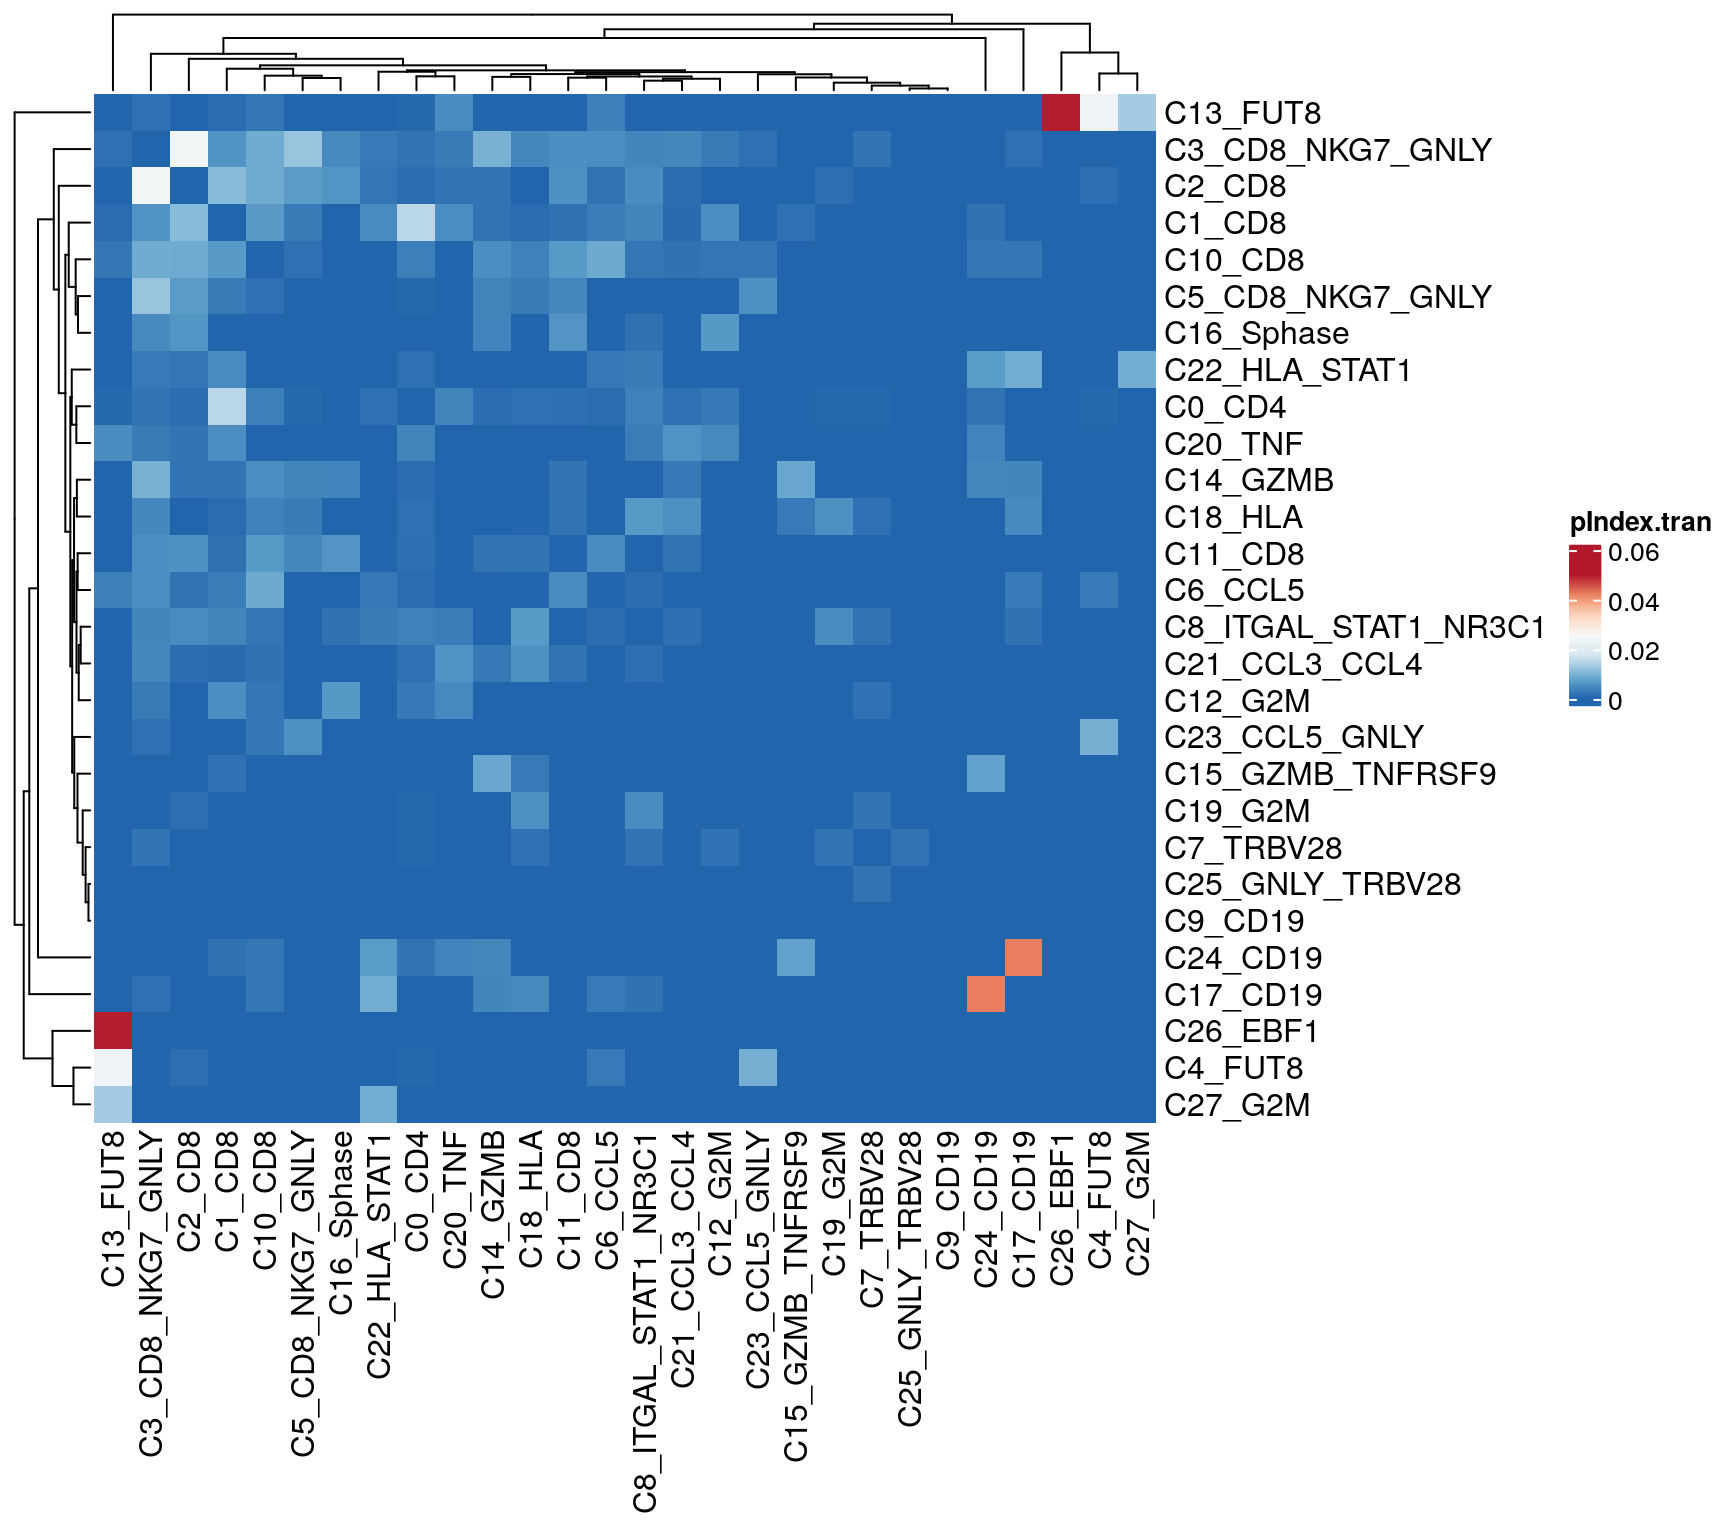 C13_FUT8
C3_CD8_NKG7_GNLY
C2_CD8
C1_CD8
C10_CD8
C5_CD8_NKG7_GNLY
C16_Sphase
C22_HLA_STAT1
C0_CD4
C20_TNF
C14_GZMB
C18_HLA
C11_CD8
C6_CCL5
C8_ITGAL_STAT1_NR3C1
C21_CCL3_CCL4
C12_G2M
C23_CCL5_GNLY
C15_GZMB_TNFRSF9
C19_G2M
C7_TRBV28
C25_GNLY_TRBV28
C9_CD19
C24_CD19
C17_CD19
C26_EBF1
C4_FUT8
C27_G2M
pIndex.tran
0.06
0.04
0.02
0
C13_FUT8
C3_CD8_NKG7_GNLY
C2_CD8
C1_CD8
C10_CD8
C5_CD8_NKG7_GNLY
C16_Sphase
C22_HLA_STAT1
C0_CD4
C20_TNF
C14_GZMB
C18_HLA
C11_CD8
C6_CCL5
C8_ITGAL_STAT1_NR3C1
C21_CCL3_CCL4
C12_G2M
C23_CCL5_GNLY
C15_GZMB_TNFRSF9
C19_G2M
C7_TRBV28
C25_GNLY_TRBV28
C9_CD19
C24_CD19
C17_CD19
C26_EBF1
C4_FUT8
C27_G2M